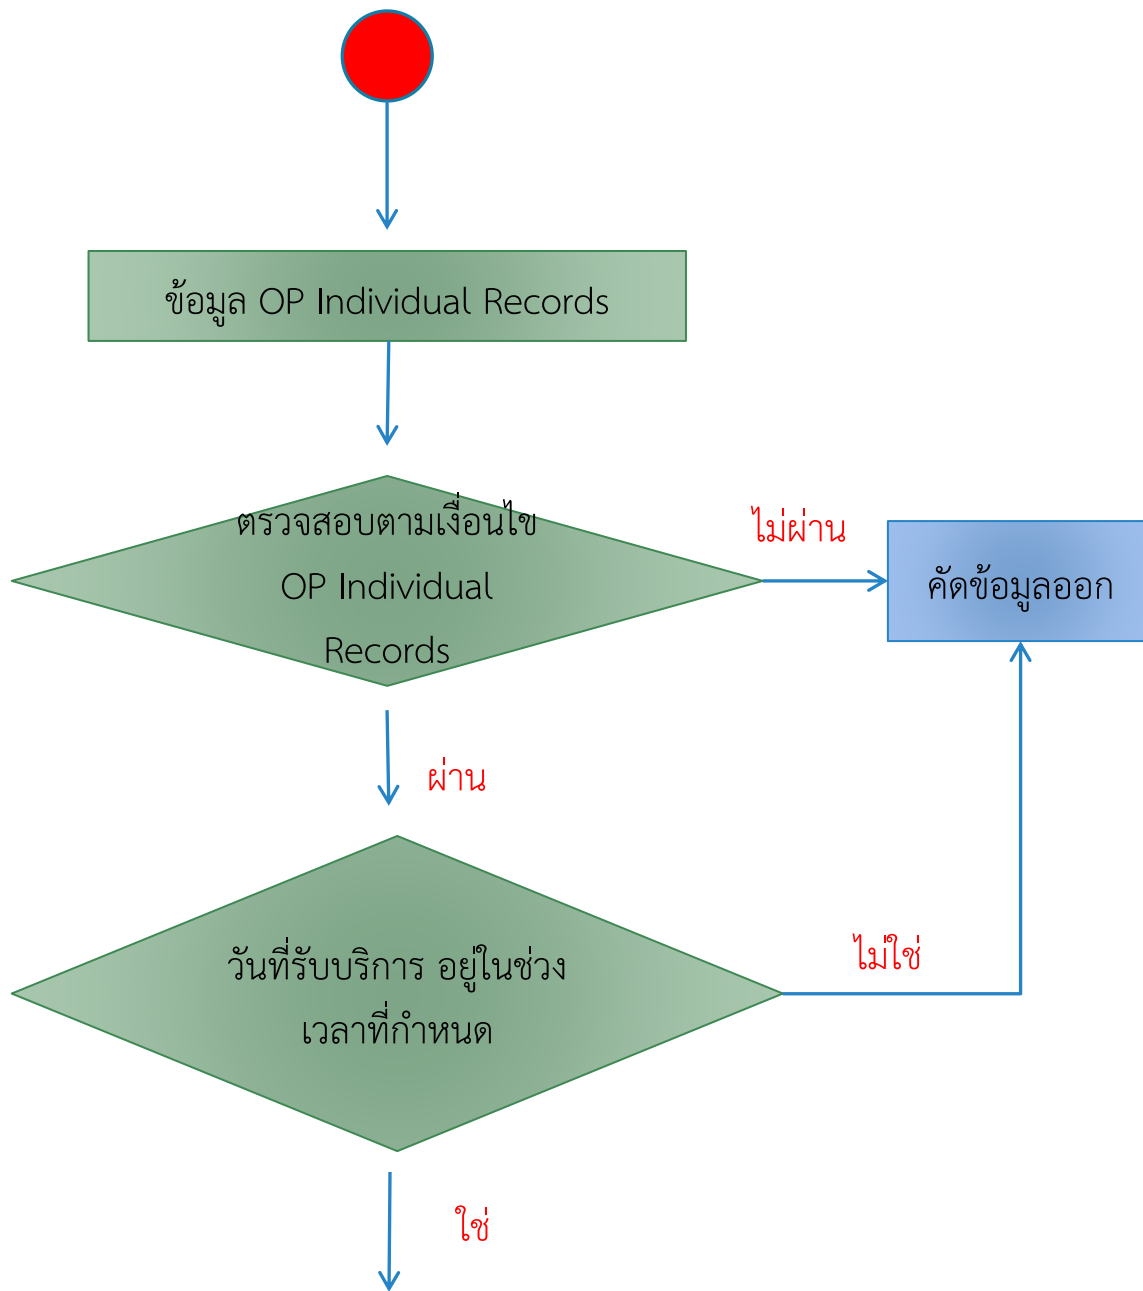 ข้อมูล OP Individual Records
ตรวจสอบตามเงื่อนไข
OP Individual
Records
ไม่ผ่าน
คัดข้อมูลออก
ผ่าน
วันที่รับบริการ อยู่ในช่วง
เวลาที่กำหนด
ไม่ใช่
ใช่